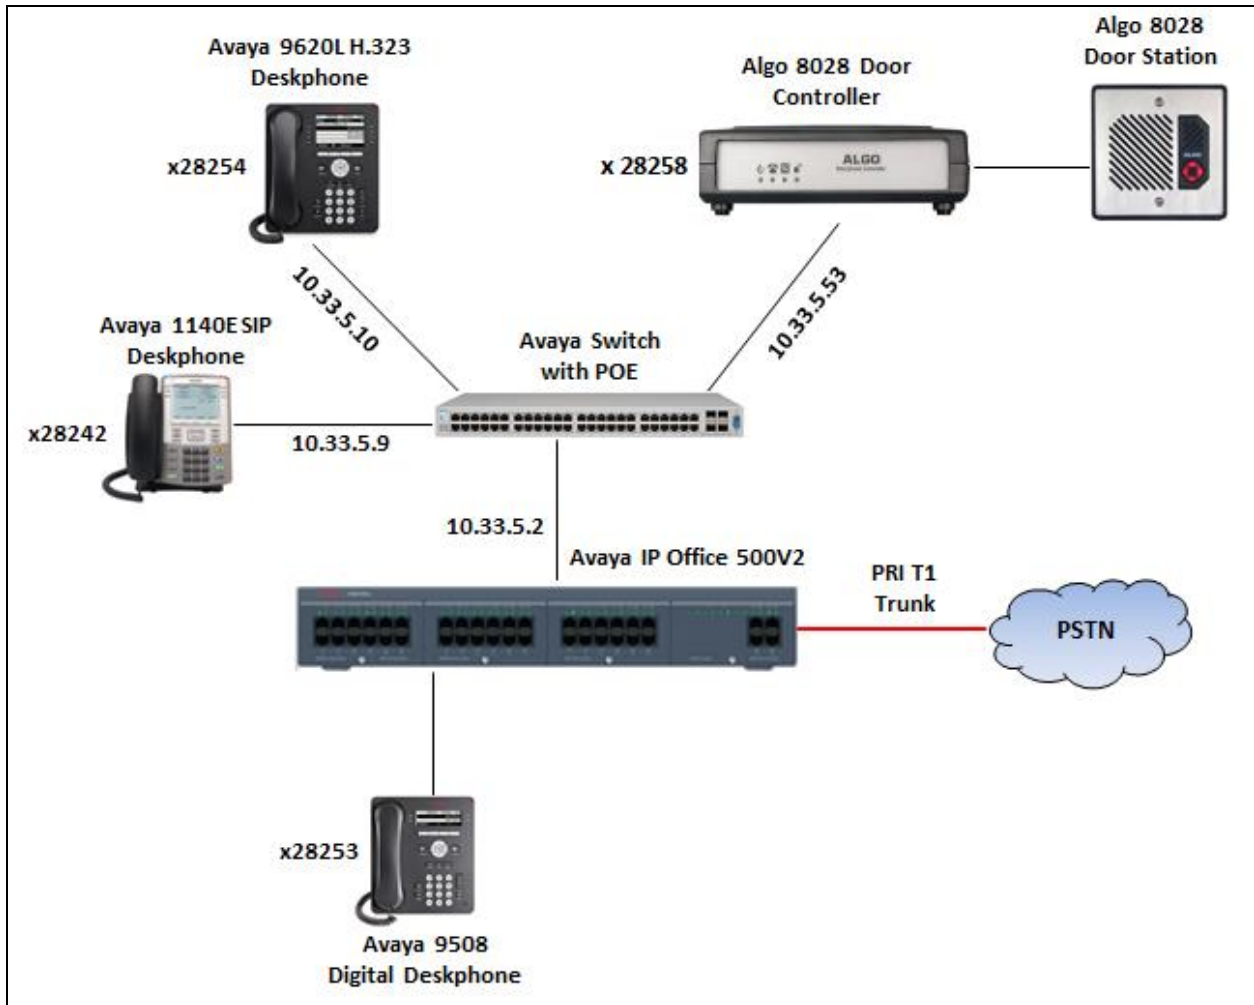 Avaya 9620L H.323
Deskphone
x28254
10.33.5.10
Algo 8028 Door
Controller
x 28258
ALGO
10.33.5.53
Algo 8028
Door Station
ALGO
Avaya 1140E SIP
Deskphone
x28242
10.33.5.9
Avaya Switch
with POE
10.33.5.2
Avaya IP Office 500V2
PRI T1
Trunk
PSTN
x28253
Avaya 9508
Digital Deskphone